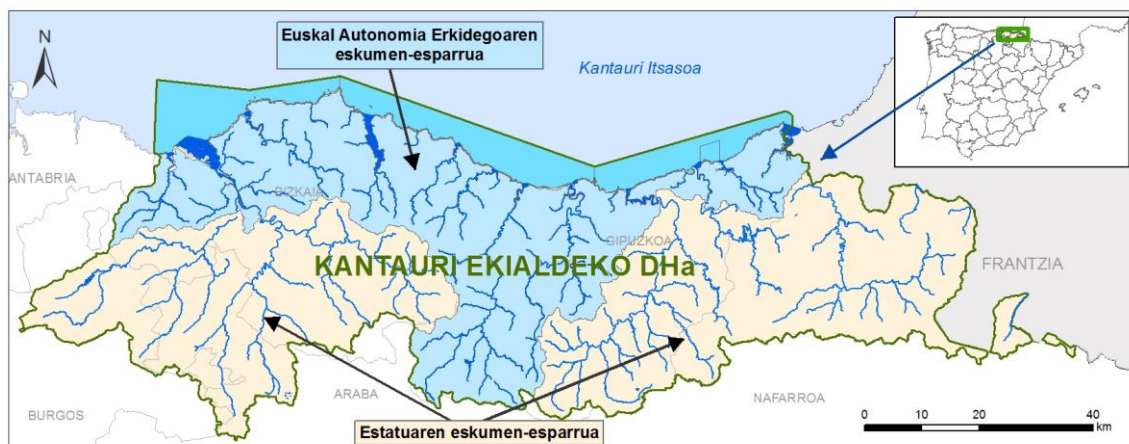 N
Euskal Autonomia Erkidegoaren
eskumen-esparrua
Kantauri Itsasoa
ANTABRIA
BIZKAIA
GIPUZKOA
KANTAURI EKIALDEKO DHa
FRANTZIA
ARABA
NAFARROA
BURGOS
Estatuaren eskumen-esparrua
0 10 20 30 40
km